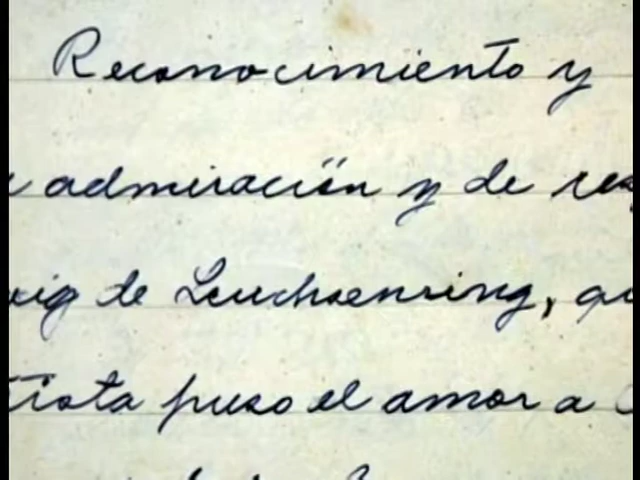 Reconocimiento y
admiración y de
de Leuchsenring,
puso el amor a